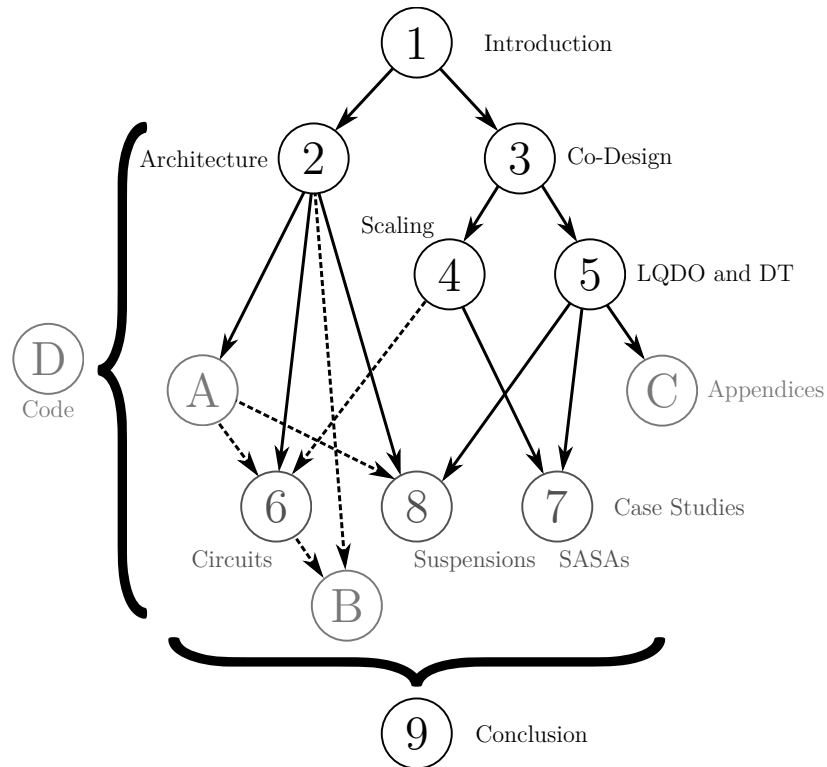 1 Introduction
Architecture 2 3 Co-Design
Scaling
4 5 LQDO and DT
D
Code
A C Appendices
6 8 7 Case Studies
Circuits Suspensions SASAs
B
9 Conclusion